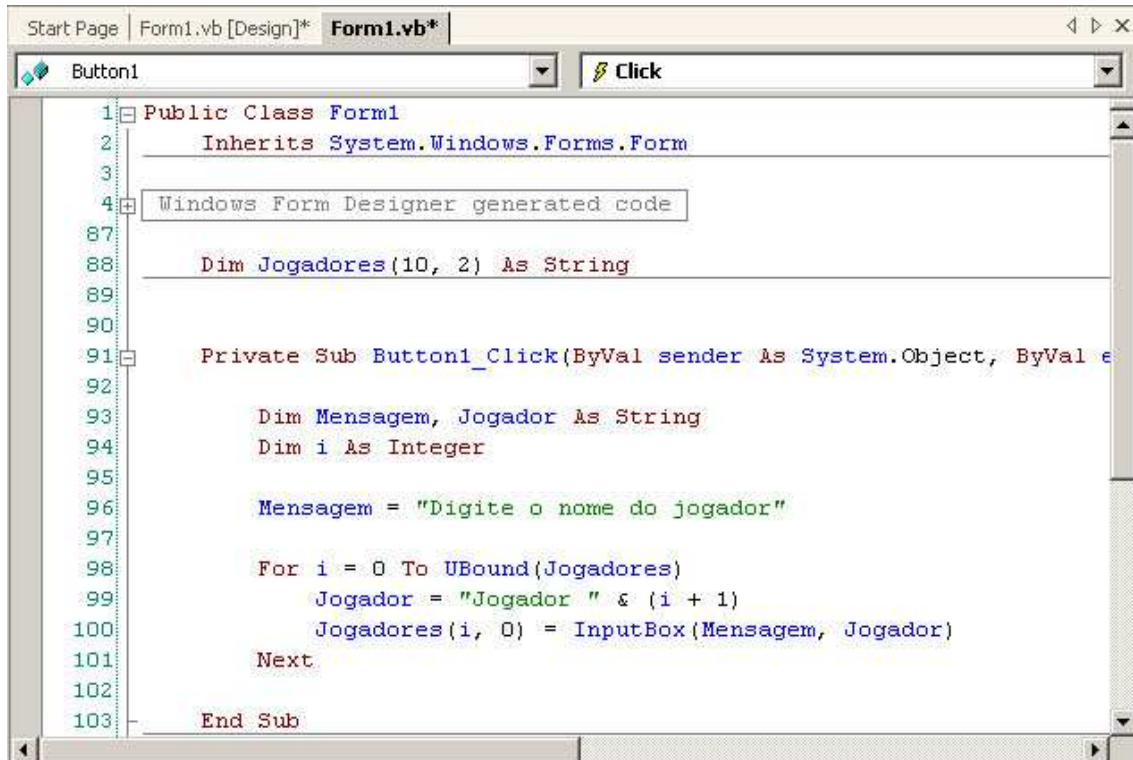 Start Page Form1.vb [Design]* Form1.vb*
Button1 Click
1 Public Class Form1
2 Inherits System.Windows.Forms.Form
3
4 Windows Form Designer generated code
87
88 Dim Jogadores(10, 2) As String
89
90
91 Private Sub Button1_Click(ByVal sender As System.Object, ByVal e
92
93 Dim Mensagem, Jogador As String
94 Dim i As Integer
95
96 Mensagem = "Digite o nome do jogador"
97
98 For i = 0 To UBound(Jogadores)
99 Jogador = "Jogador " & (i + 1)
100 Jogadores(i, 0) = InputBox(Mensagem, Jogador)
101 Next
102
103 End Sub